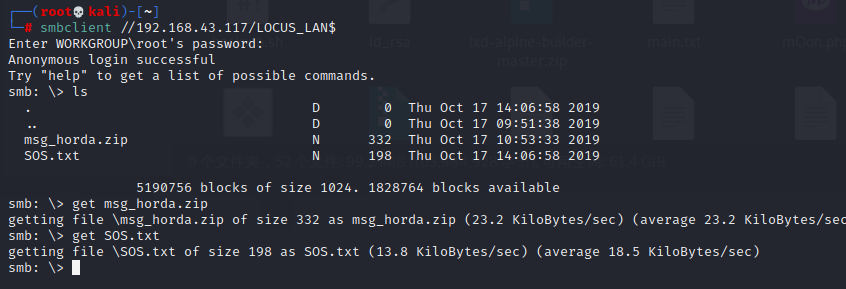 ┌──(root💀kali)-[~]
└─# smbclient //192.168.43.117/LOCUS_LAN$
Enter WORKGROUP\root's password:
Anonymous login successful
Try "help" to get a list of possible commands.
smb: \> ls
  .                                   D        0  Thu Oct 17 14:06:58 2019
  ..                                  D        0  Thu Oct 17 09:51:38 2019
  msg_horda.zip                       N      332  Thu Oct 17 10:53:33 2019
  SOS.txt                             N      198  Thu Oct 17 14:06:58 2019
                5190756 blocks of size 1024. 1828764 blocks available
smb: \> get msg_horda.zip
getting file \msg_horda.zip of size 332 as msg_horda.zip (23.2 KiloBytes/sec) (average 23.2 KiloBytes/sec
smb: \> get SOS.txt
getting file \SOS.txt of size 198 as SOS.txt (13.8 KiloBytes/sec) (average 18.5 KiloBytes/sec)
smb: \>
id_rsa
lxd-alpine-builder-
master.zip
main.txt